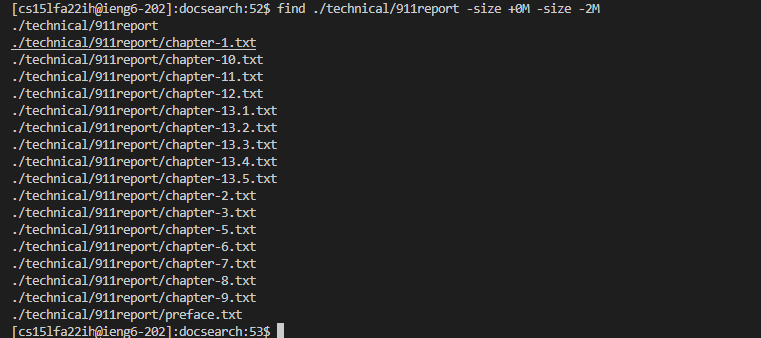 [cs15lfa22ih@ieng6-202]:docsearch:52$ find ./technical/911report -size +0M -size -2M
./technical/911report
./technical/911report/chapter-1.txt
./technical/911report/chapter-10.txt
./technical/911report/chapter-11.txt
./technical/911report/chapter-12.txt
./technical/911report/chapter-13.1.txt
./technical/911report/chapter-13.2.txt
./technical/911report/chapter-13.3.txt
./technical/911report/chapter-13.4.txt
./technical/911report/chapter-13.5.txt
./technical/911report/chapter-2.txt
./technical/911report/chapter-3.txt
./technical/911report/chapter-5.txt
./technical/911report/chapter-6.txt
./technical/911report/chapter-7.txt
./technical/911report/chapter-8.txt
./technical/911report/chapter-9.txt
./technical/911report/preface.txt
[cs15lfa22ih@ieng6-202]:docsearch:53$